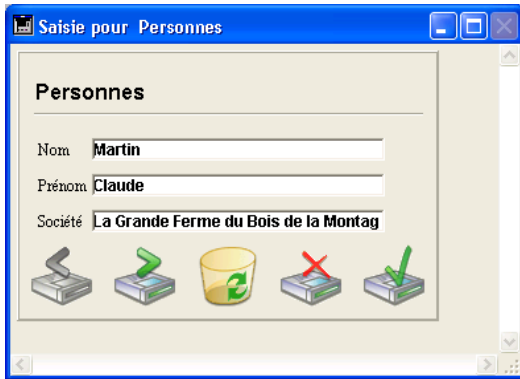 Saisie pour Personnes
Personnes
Nom Martin
Prénom Claude
Société La Grande Ferme du Bois de la Montag